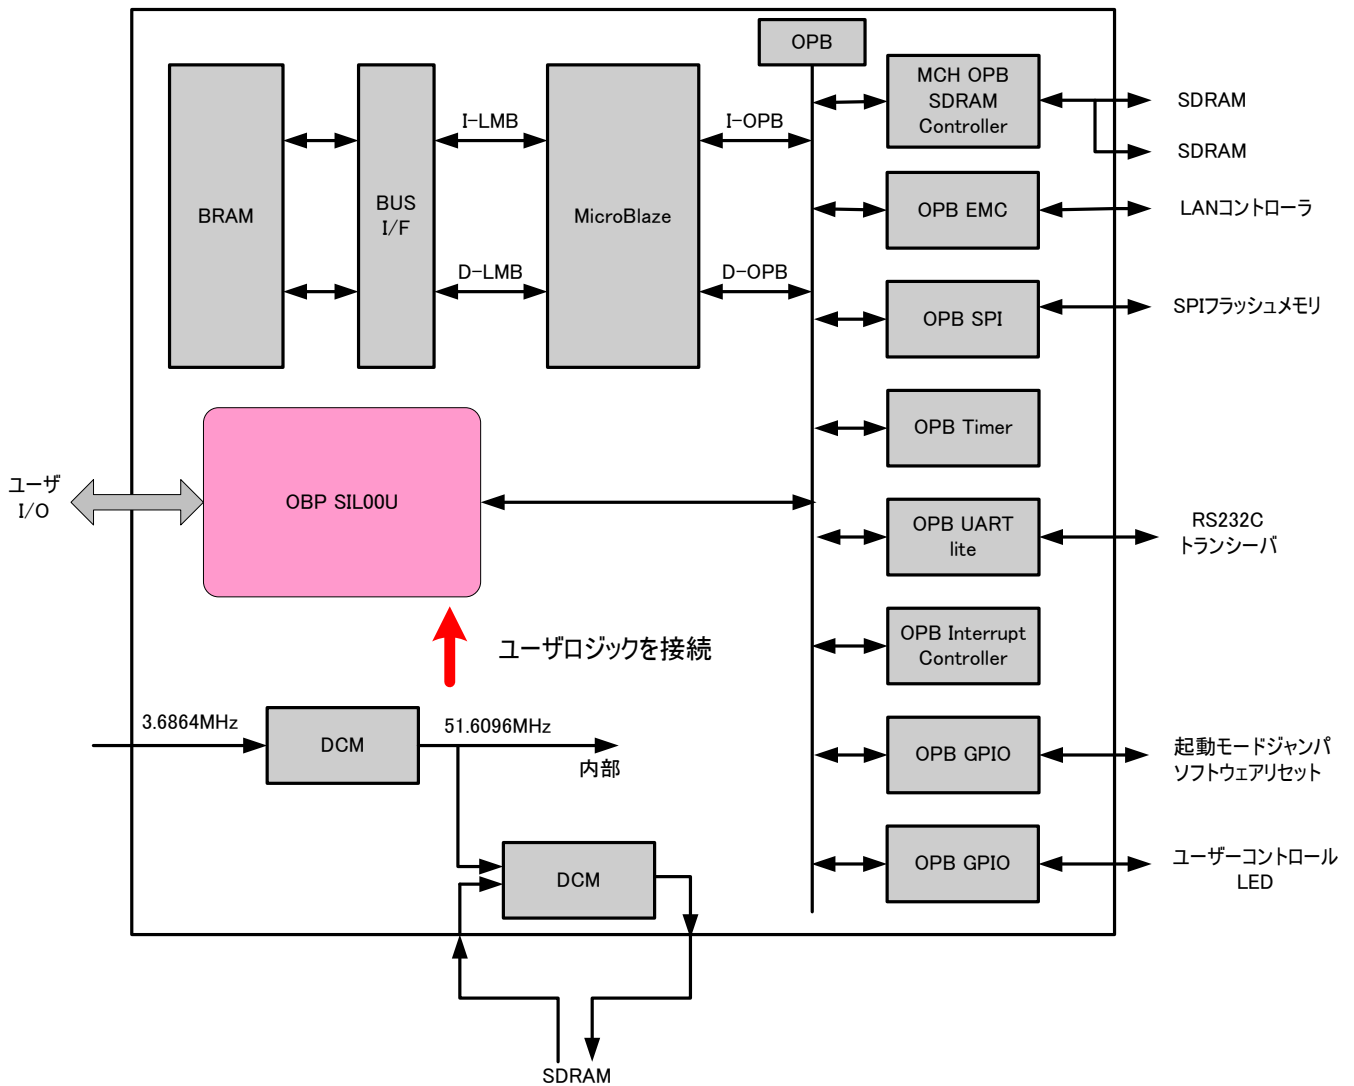 OPB
MCH OPB
SDRAM
Controller
SDRAM
SDRAM
I-LMB
I-OPB
BRAM
BUS
I/F
MicroBlaze
OPB EMC
LANコントローラ
D-LMB
D-OPB
OPB SPI
SPIフラッシュメモリ
OPB Timer
ユーザ
I/O
OBP SIL00U
OPB UART
lite
RS232C
トランシーバ
ユーザロジックを接続
OPB Interrupt
Controller
3.6864MHz
DCM
51.6096MHz
内部
OPB GPIO
起動モードジャンパ
ソフトウェアリセット
DCM
OPB GPIO
ユーザーコントロール
LED
SDRAM